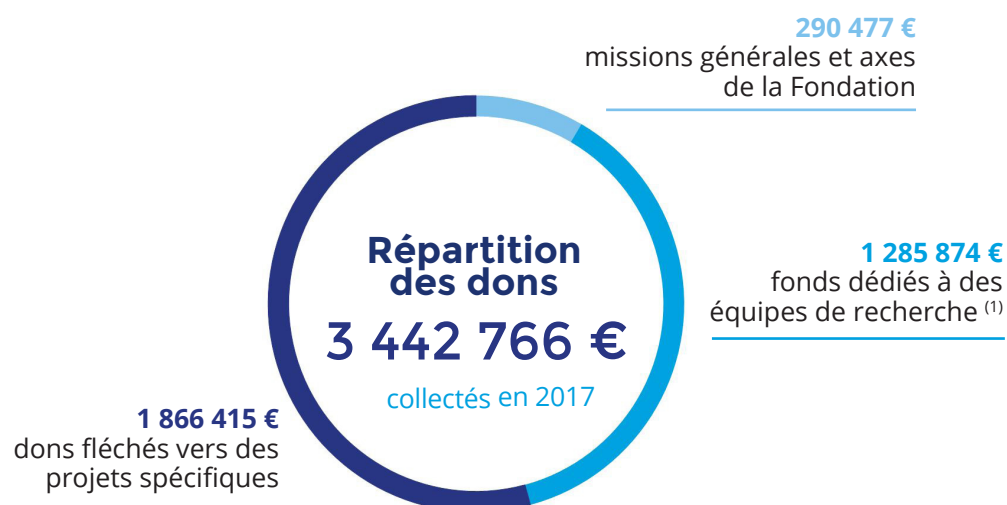 290 477 €
missions générales et axes
de la Fondation
Répartition
des dons
3 442 766 €
collectés en 2017
1 285 874 €
fonds dédiés à des
équipes de recherche (1)
1 866 415 €
dons fléchés vers des
projets spécifiques